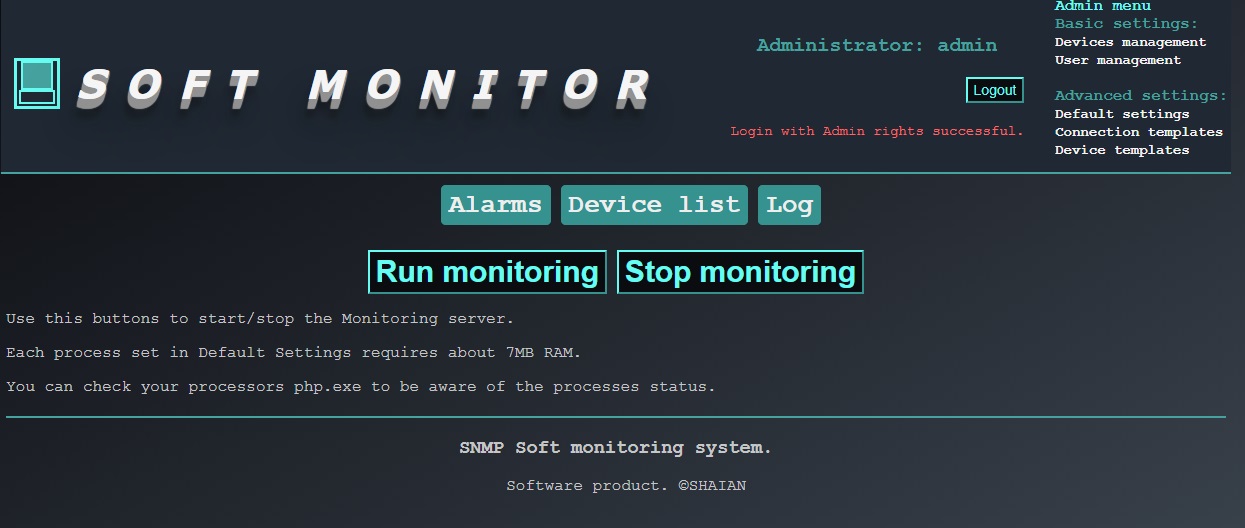 SOFT MONITOR
Administrator: admin
Logout
Login with Admin rights successful.
Admin menu
Basic settings:
Devices management
User management
Advanced settings:
Default settings
Connection templates
Device templates
Alarms Device list Log
Run monitoring Stop monitoring
Use this buttons to start/stop the Monitoring server.
Each process set in Default Settings requires about 7MB RAM.
You can check your processors php.exe to be aware of the processes status.
SNMP Soft monitoring system.
Software product. ©SHAIAN